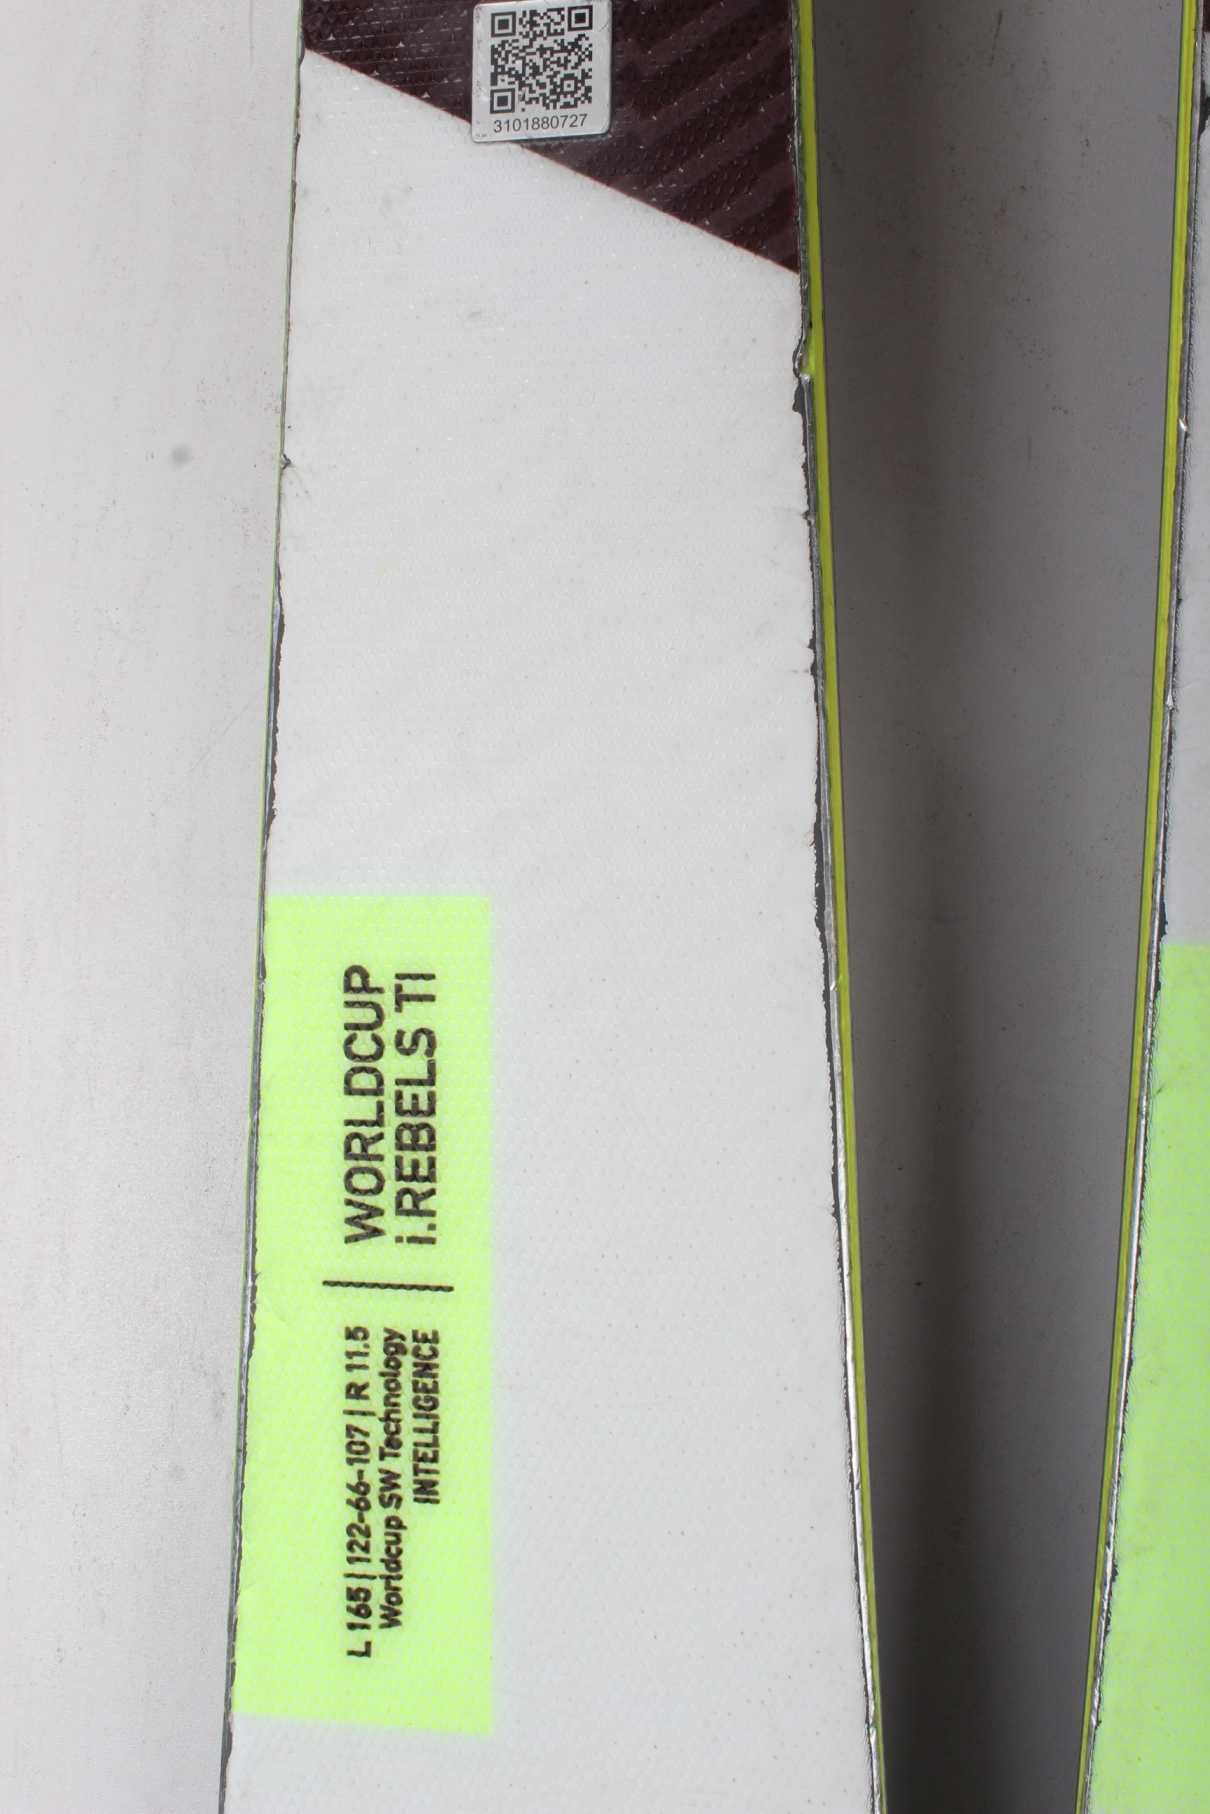 3101880727
WORLDCUP
i.REBELS TI
L 165 | 122-66-107 | R 11.5
Worldcup SW Technology
INTELLIGENCE